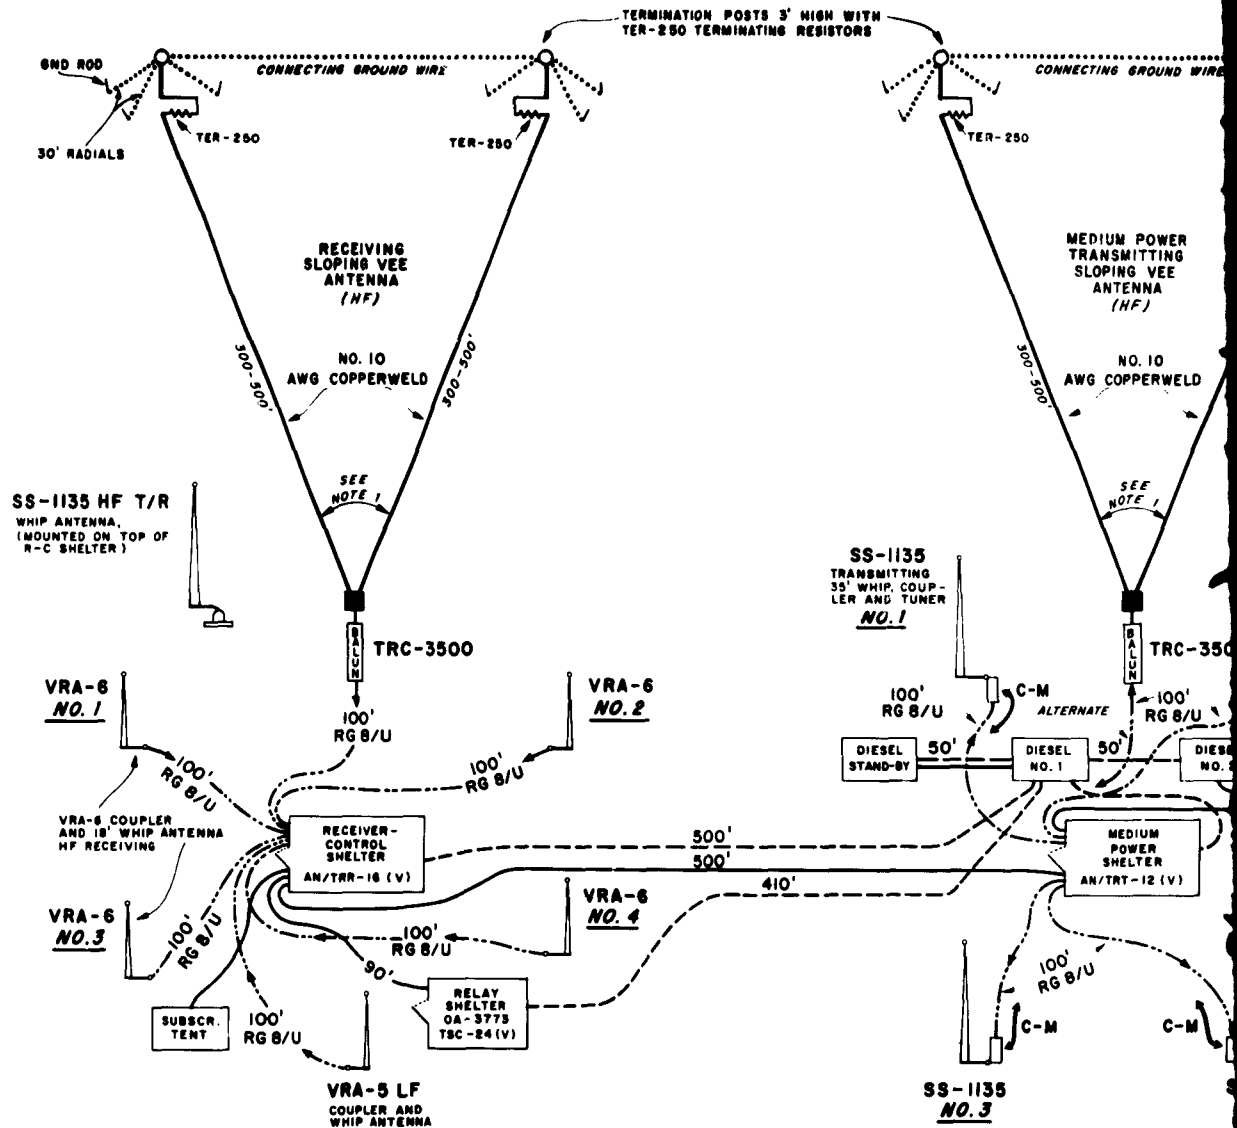 TERMINATION POSTS 3' HIGH WITH
TER-250 TERMINATING RESISTORS
GND ROD
CONNECTING GROUND WIRE
CONNECTING GROUND WIRE
30' RADIALS
TER-250
TER-250
TER-250
RECEIVING
SLOPING VEE
ANTENNA
(HF)
MEDIUM POWER
TRANSMITTING
SLOPING VEE
ANTENNA
(HF)
300-500'
NO. 10
AWG COPPERWELD
300-500'
300-500'
NO. 10
AWG COPPERWELD
SEE
NOTE 1
SEE
NOTE 1
SS-1135 HF T/R
WHIP ANTENNA,
(MOUNTED ON TOP OF
R-C SHELTER)
SS-1135
TRANSMITTING
35' WHIP, COUP-
LER AND TUNER
NO. 1
BALUN
TRC-3500
BALUN
TRC-350
VRA-6
NO. 1
VRA-6
NO. 2
100'
RG 8/U
100'
RG 8/U
C-M
ALTERNATE
100'
RG 8/U
100'
RG 8/U
100'
RG 8/U
DIESEL
STAND-BY
50'
DIESEL
NO. 1
50'
DIESE
NO.
VRA-6 COUPLER
AND 18' WHIP ANTENNA
HF RECEIVING
RECEIVER-
CONTROL
SHELTER
AN/TRR-16 (V)
500'
500'
410'
MEDIUM
POWER
SHELTER
AN/TRT-12 (V)
VRA-6
NO. 3
100'
RG 8/U
VRA-6
NO. 4
100'
RG 8/U
90'
RELAY
SHELTER
OA-3773
TSC-24 (V)
SUBSCR.
TENT
100'
RG 8/U
100'
RG 8/U
C-M
C-M
VRA-5 LF
COUPLER AND
WHIP ANTENNA
SS-1135
NO. 3